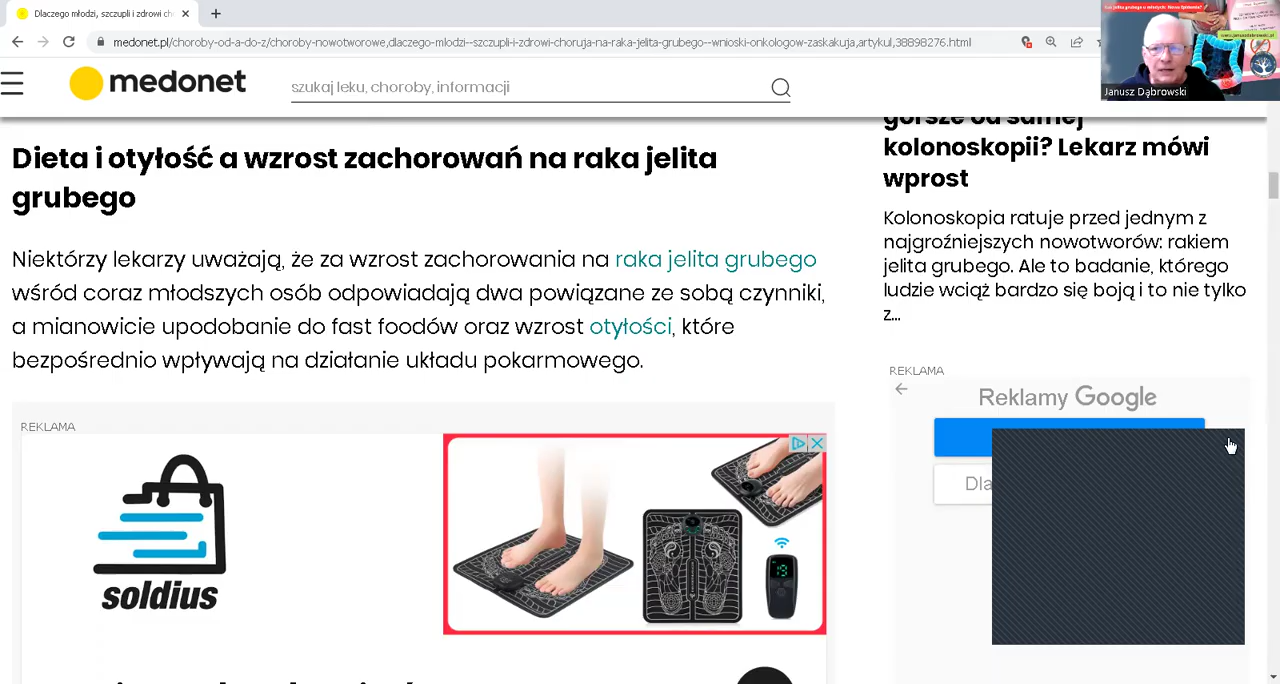 Dlaczego młodzi, szczupli i zdrowi ch
medonet.pl/choroby-od-a-do-z/choroby-nowotworowe,dlaczego-mlodzi--szczupli-i-zdrowi-choruja-na-raka-jelita-grubego--wnioski-onkologow-zaskakuja,artykul,38898276.html
Janusz Dąbrowski
medonet
szukaj leku, choroby, informacji
Dieta i otyłość a wzrost zachorowań na raka jelita
grubego
Niektórzy lekarzy uważają, że za wzrost zachorowania na raka jelita grubego
wśród coraz młodszych osób odpowiadają dwa powiązane ze sobą czynniki,
a mianowicie upodobanie do fast foodów oraz wzrost otyłości, które
bezpośrednio wpływają na działanie układu pokarmowego.
REKLAMA
soldius
gorsze od samej
kolonoskopii? Lekarz mówi
wprost
Kolonoskopia ratuje przed jednym z
najgroźniejszych nowotworów: rakiem
jelita grubego. Ale to badanie, którego
ludzie wciąż bardzo się boją i to nie tylko
z...
REKLAMA
Reklamy Google
Dla